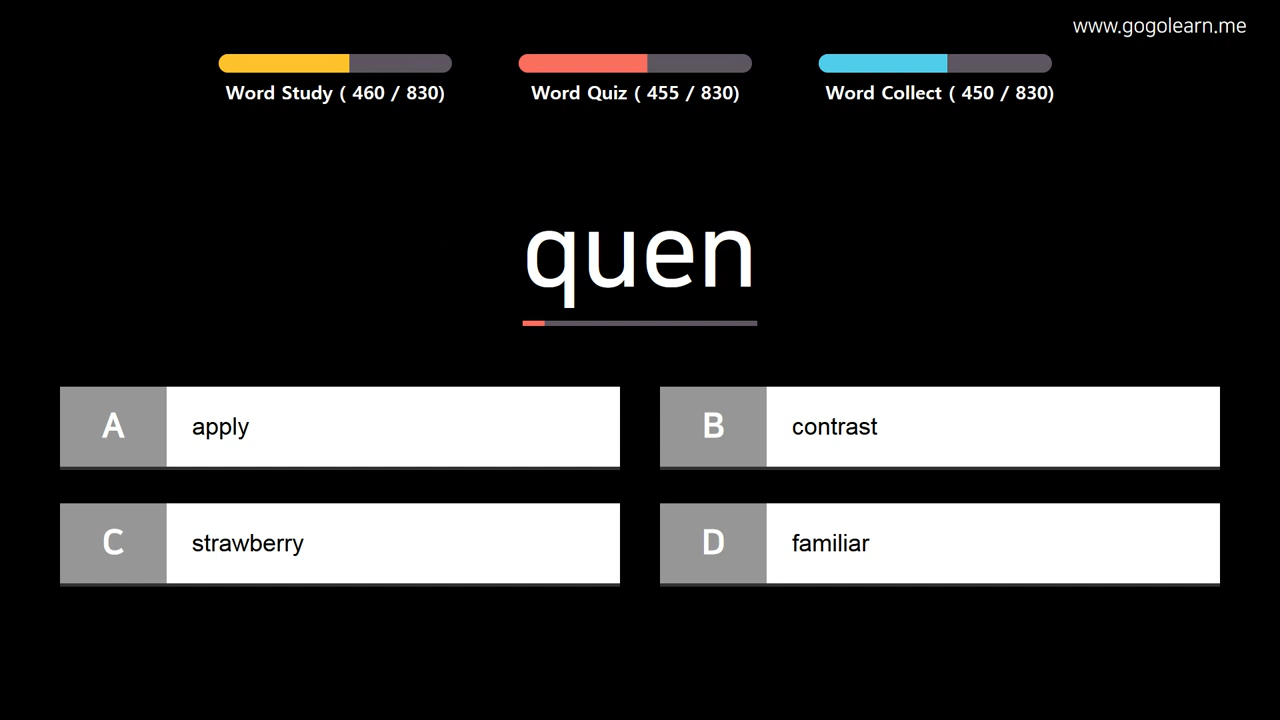 www.gogolearn.me
Word Study ( 460 / 830)
Word Quiz ( 455 / 830)
Word Collect ( 450 / 830)
quen
A apply
B contrast
C strawberry
D familiar